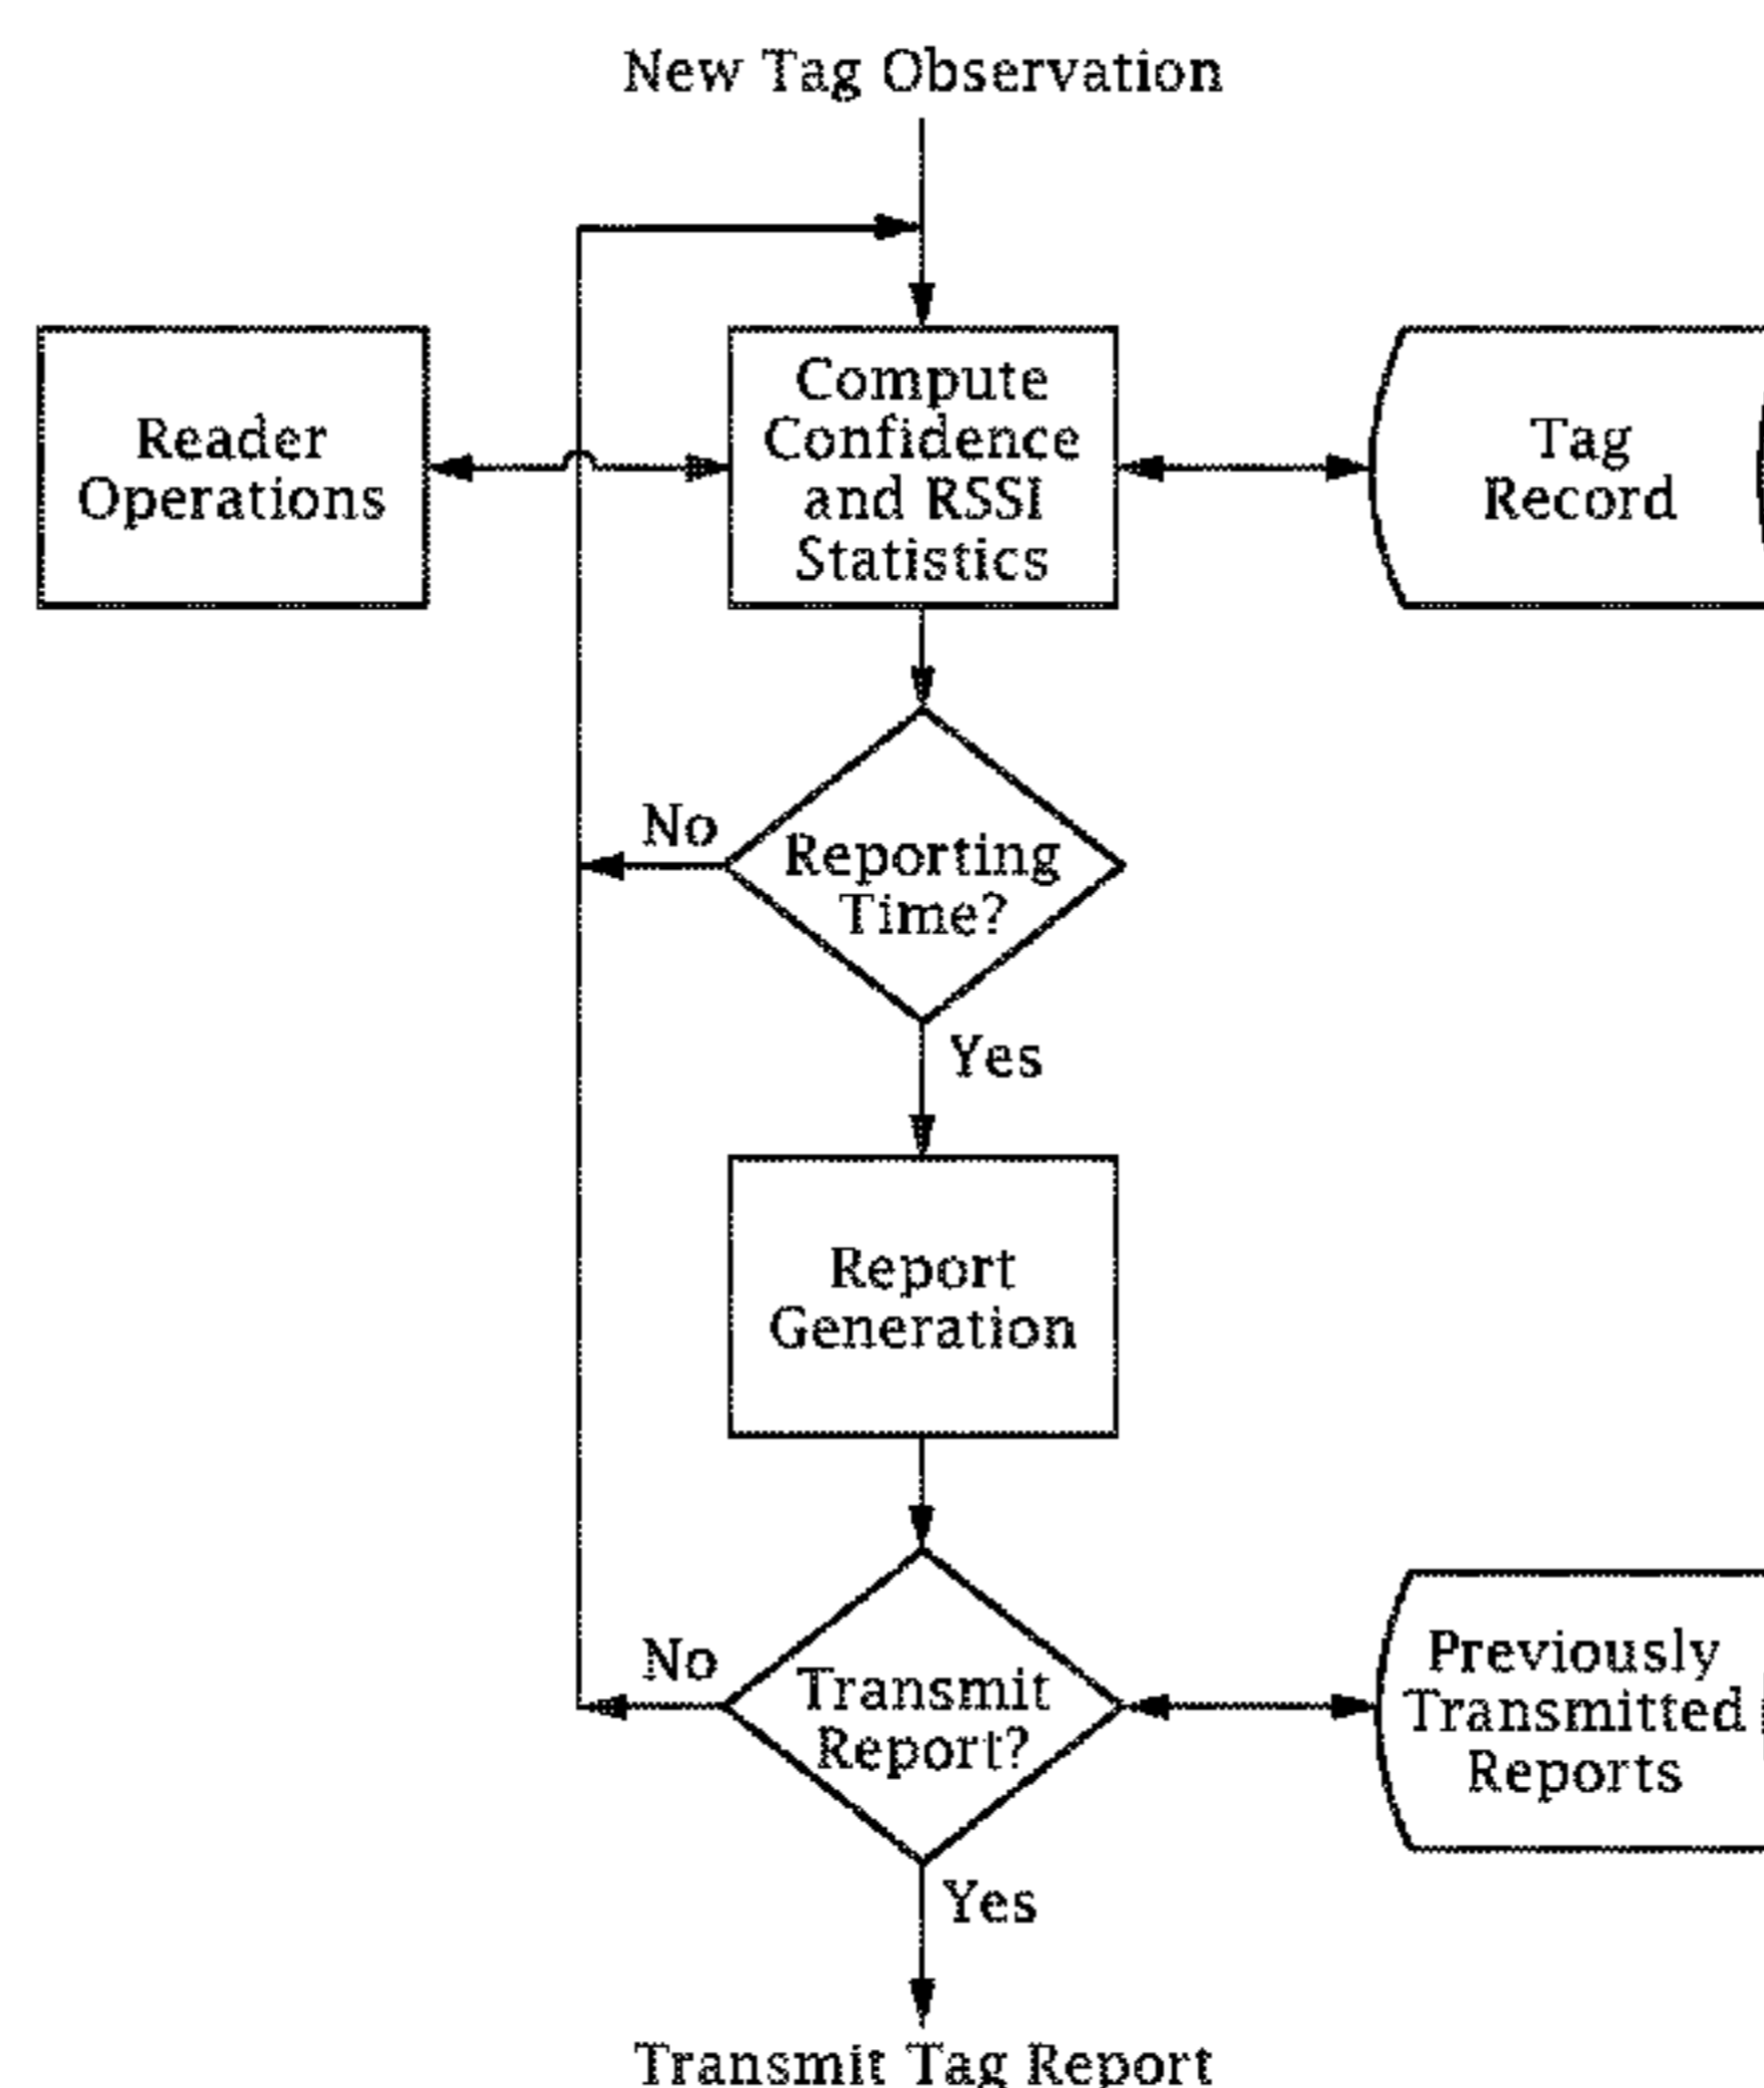 New Tag Observation
Reader
Operations
Compute
Confidence
and RSSI
Statistics
Tag
Record
No
Reporting
Time?
Yes
Report
Generation
No
Transmit
Report?
Previously
Transmitted
Reports
Yes
Transmit Tag Report